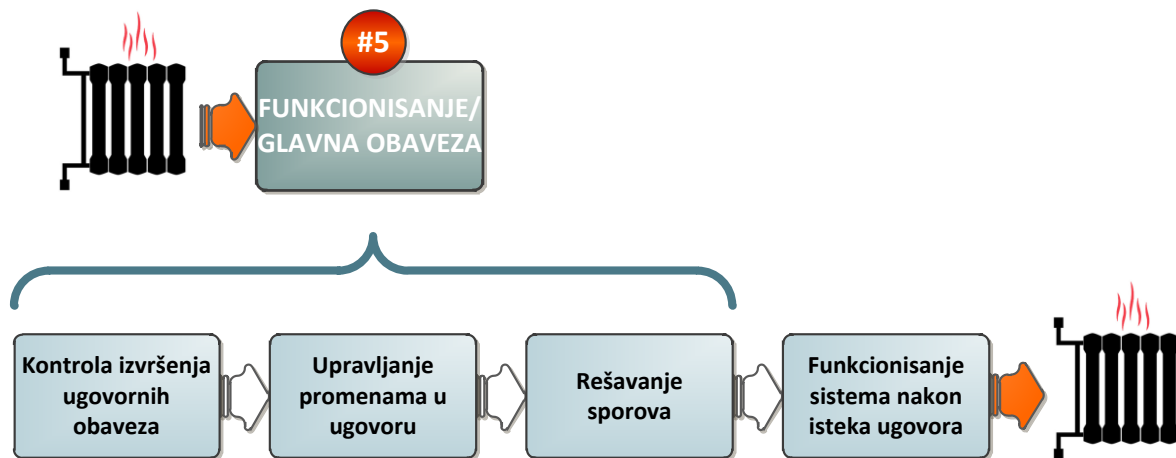 #5
FUNKCIONISANJE/
GLAVNA OBAVEZA
Kontrola izvršenja
ugovornih
obaveza
Upravljanje
promenama u
ugovoru
Rešavanje
sporova
Funkcionisanje
sistema nakon
isteka ugovora